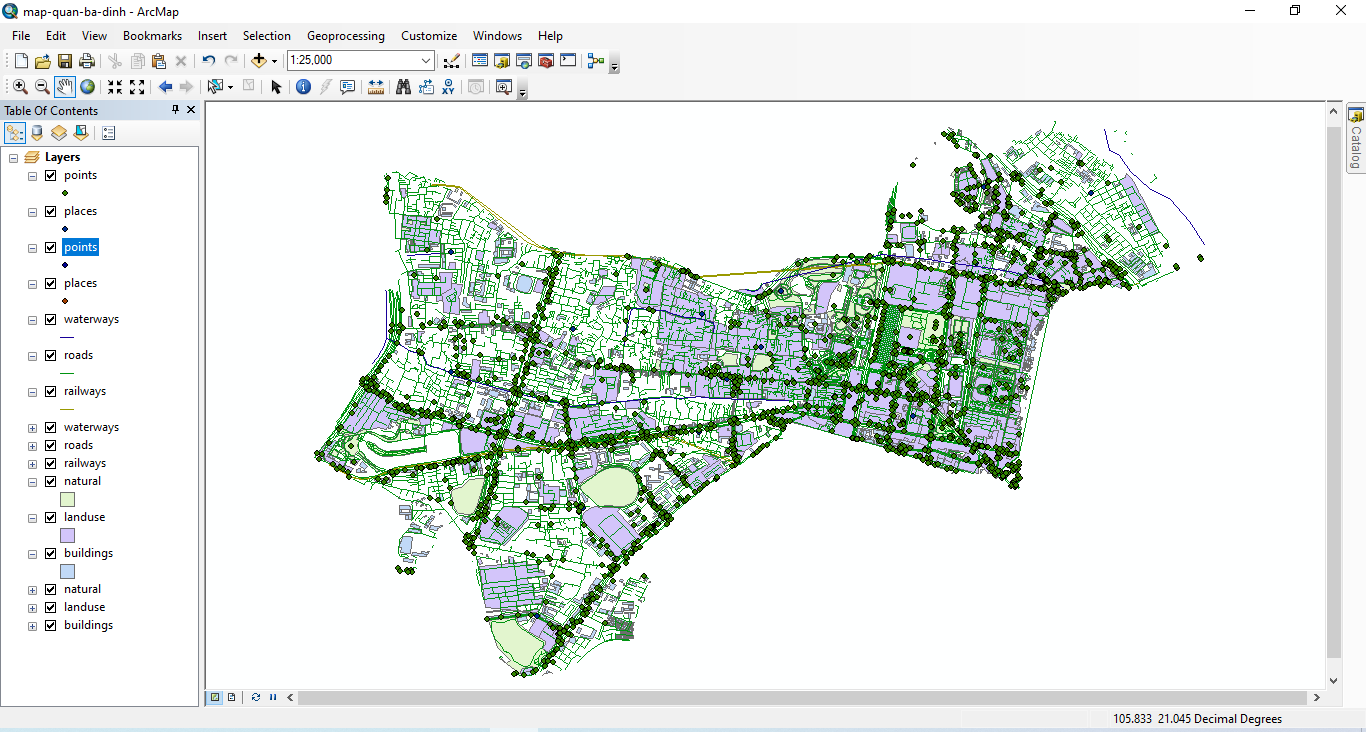 map-quan-ba-dinh - ArcMap
File Edit View Bookmarks Insert Selection Geoprocessing Customize Windows Help
1:25,000
XY
Table Of Contents
Layers
points
places
points
places
waterways
roads
railways
waterways
roads
railways
natural
landuse
buildings
natural
landuse
buildings
Catalog
105.833 21.045 Decimal Degrees